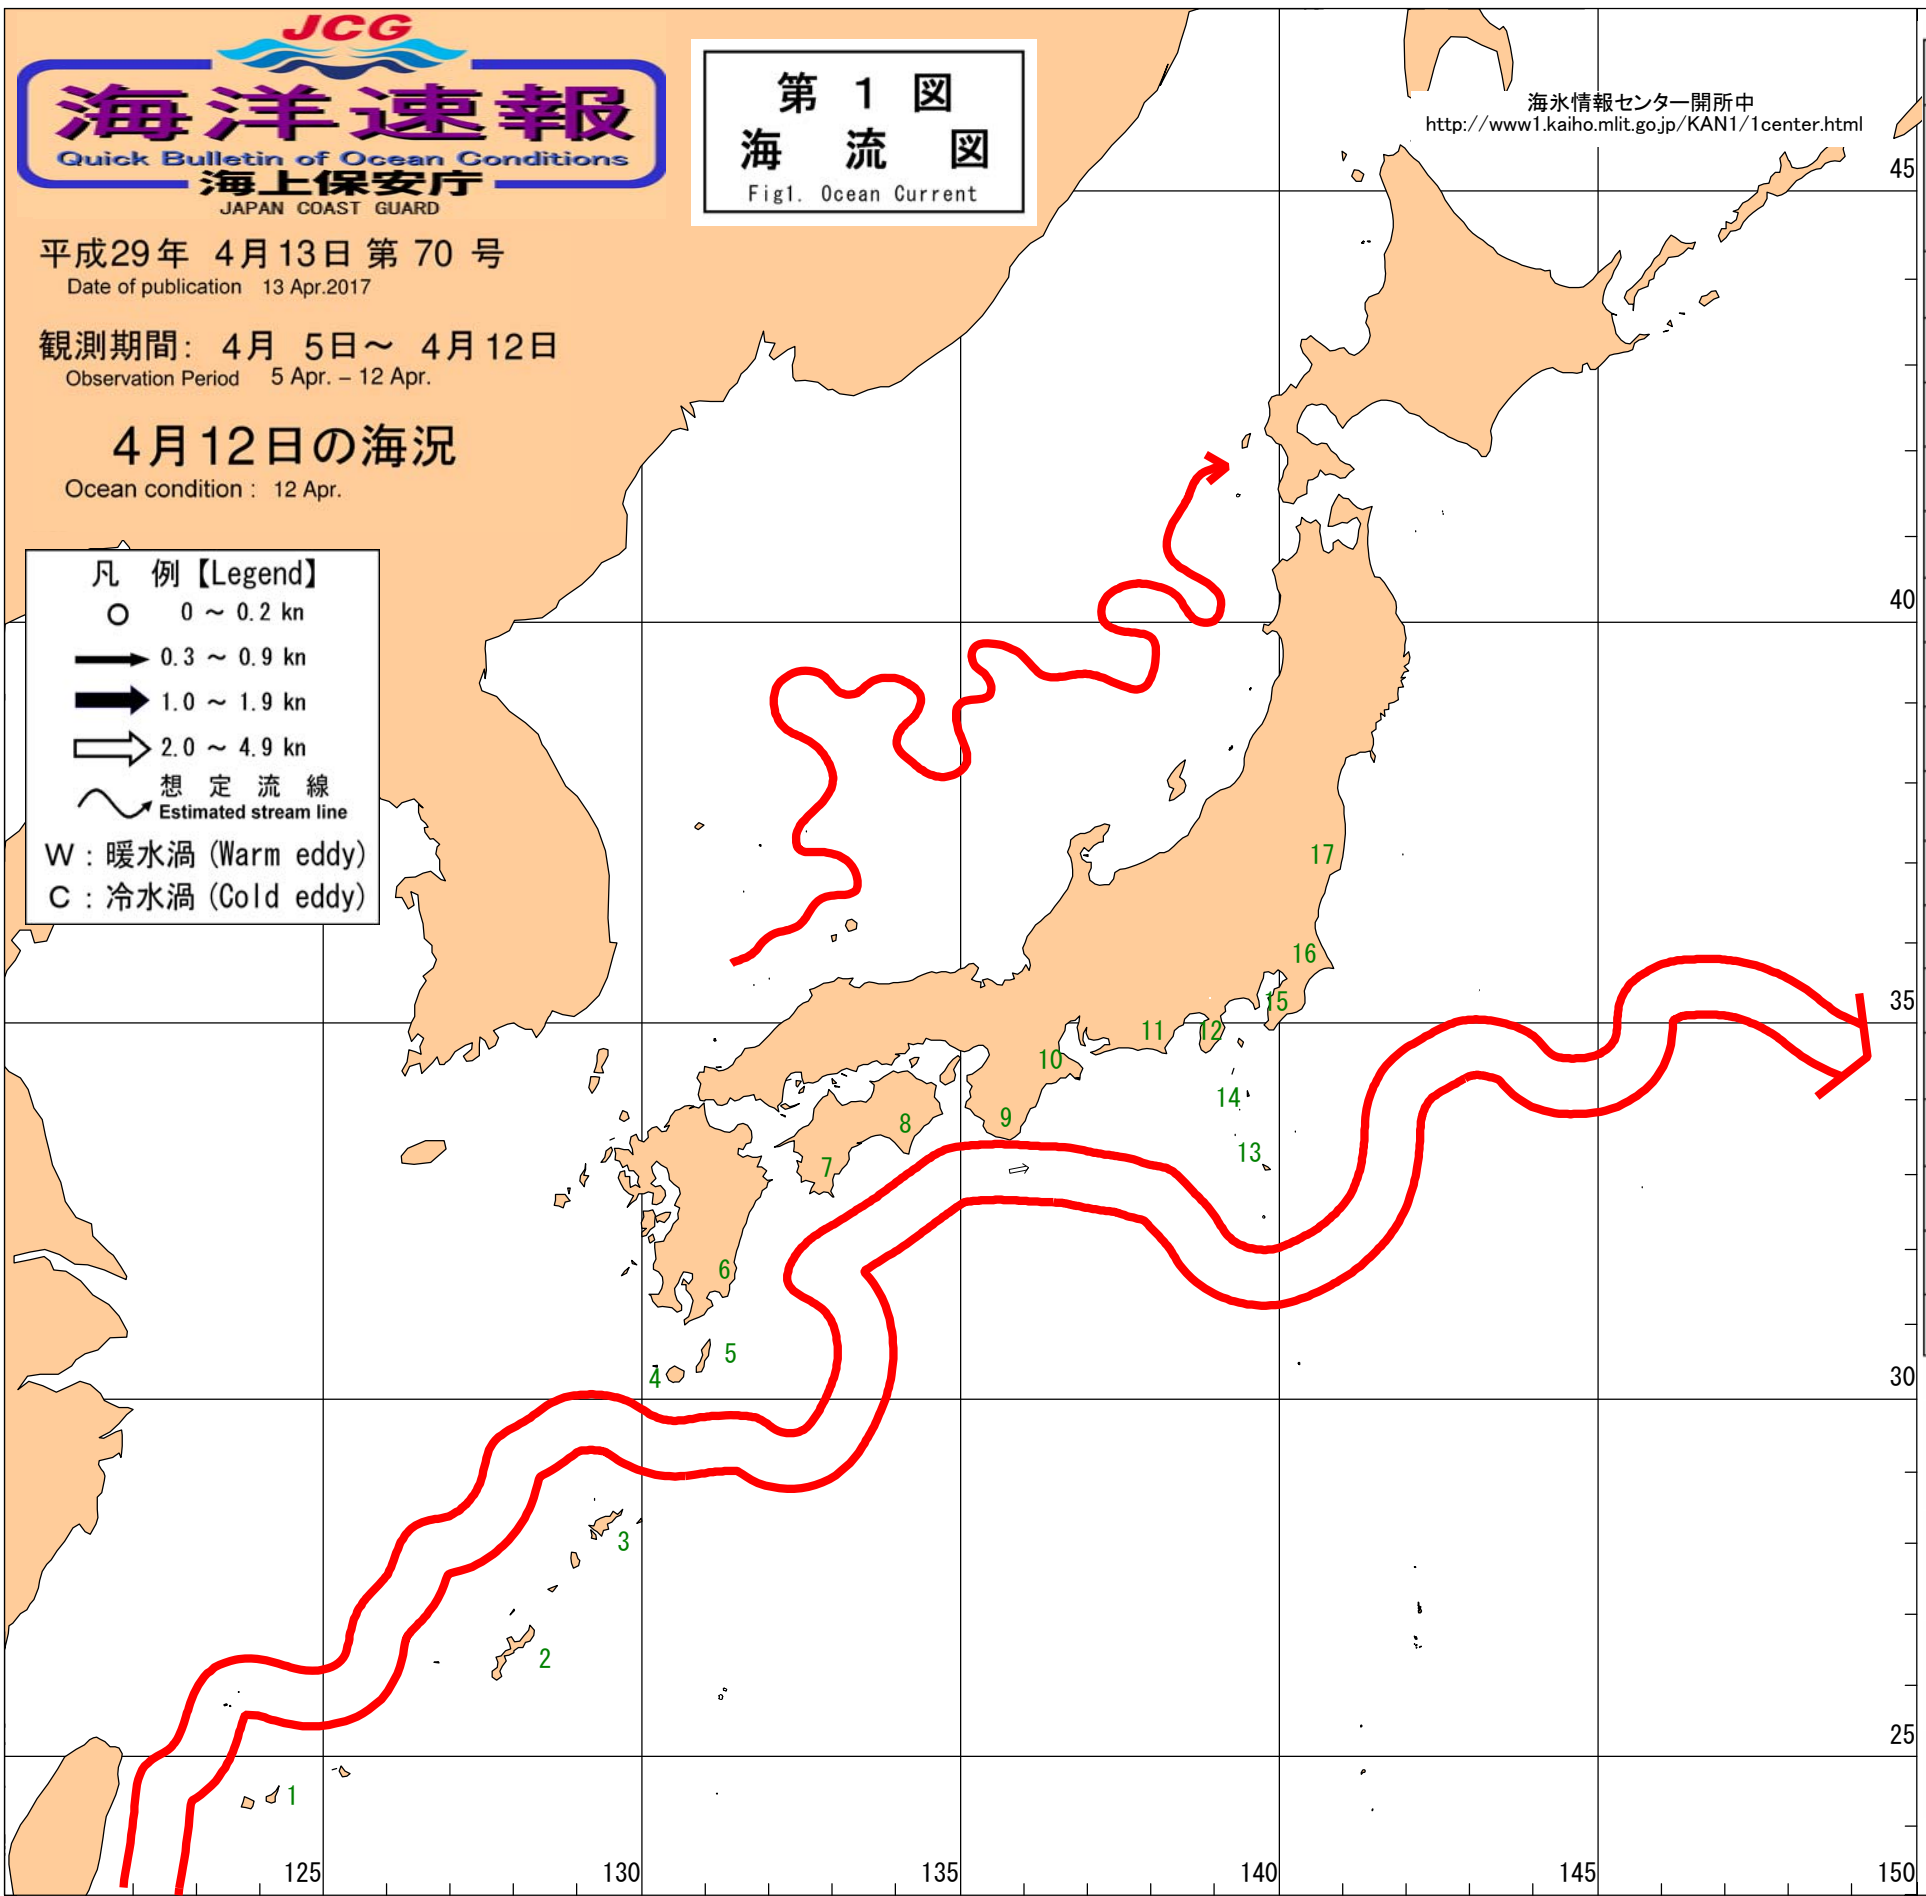 JCG
海洋速報
Quick Bulletin of Ocean Conditions
海上保安庁
JAPAN COAST GUARD
平成29年 4月13日 第 70 号
Date of publication 13 Apr.2017
観測期間: 4月 5日～ 4月12日
Observation Period 5 Apr. – 12 Apr.
4月12日の海況
Ocean condition : 12 Apr.
第 1 図
海 流 図
Fig1. Ocean Current
海氷情報センター開所中
http://www1.kaiho.mlit.go.jp/KAN1/1center.html
凡 例【Legend】
0 ～ 0.2 kn
0.3 ～ 0.9 kn
1.0 ～ 1.9 kn
2.0 ～ 4.9 kn
想 定 流 線
Estimated stream line
W : 暖水渦 (Warm eddy)
C : 冷水渦 (Cold eddy)
45
40
35
30
25
17
16
15
12
11
10
14
9
8
13
7
6
5
4
3
2
1
125
130
135
140
145
150